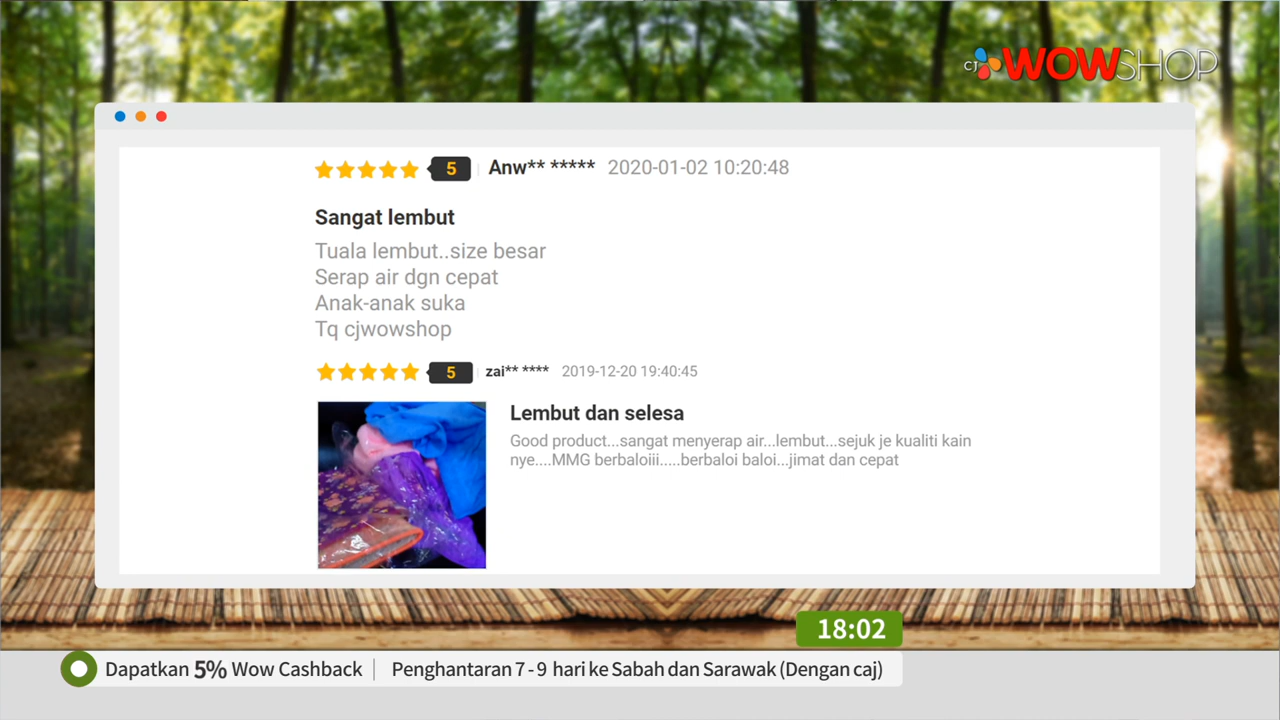 CJ WOWSHOP
5 Anw** ***** 2020-01-02 10:20:48
Sangat lembut
Tuala lembut..size besar
Serap air dgn cepat
Anak-anak suka
Tq cjwowshop
5 zai** **** 2019-12-20 19:40:45
Lembut dan selesa
Good product...sangat menyerap air...lembut...sejuk je kualiti kain
nye....MMG berbaloiii.....berbaloi baloi...jimat dan cepat
18:02
Dapatkan 5% Wow Cashback | Penghantaran 7 - 9 hari ke Sabah dan Sarawak (Dengan caj)